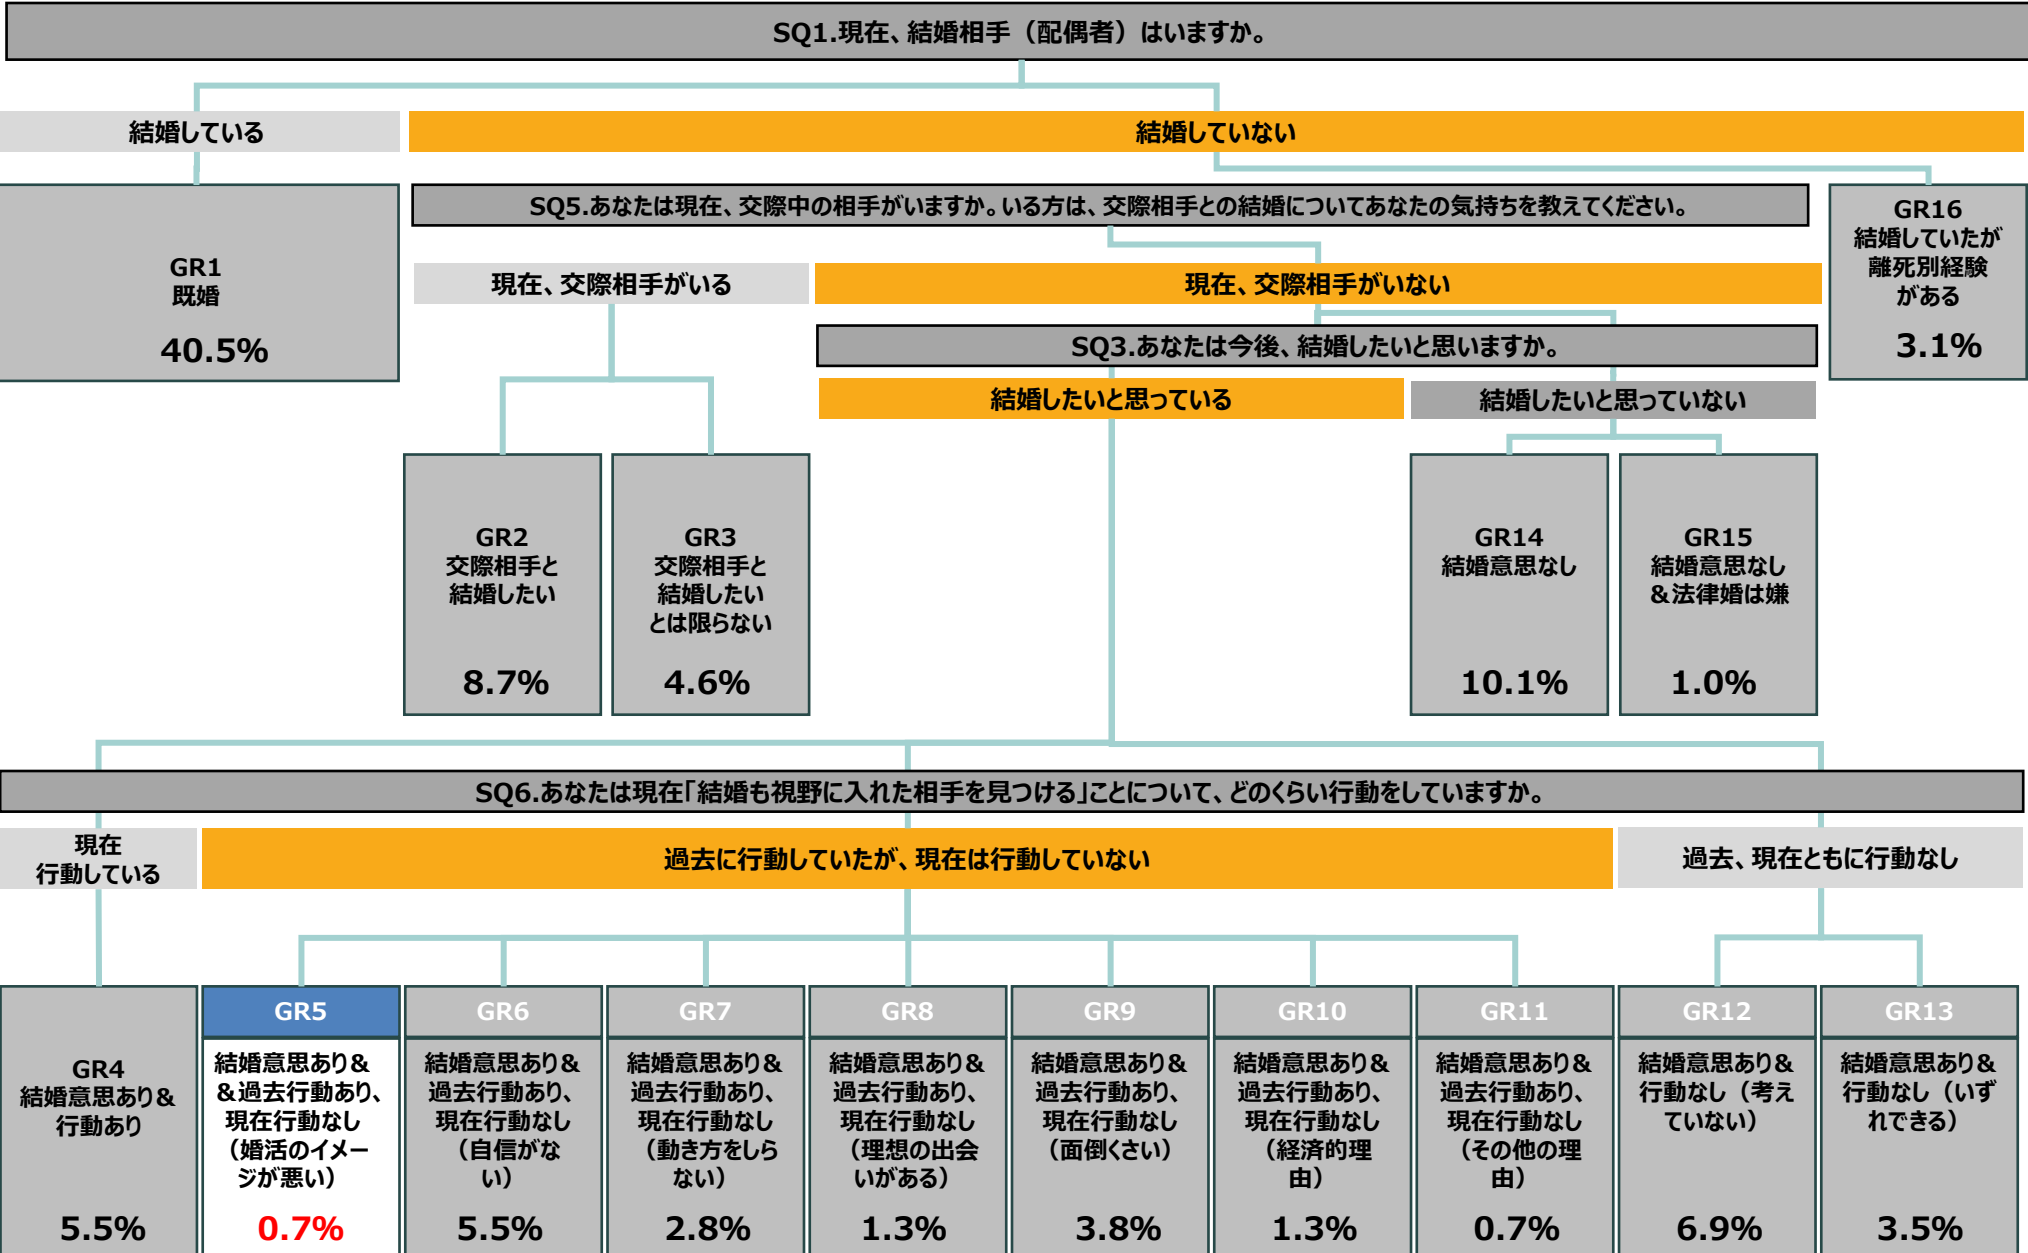 SQ1.現在、結婚相手（配偶者）はいますか。
結婚している
結婚していない
GR1
既婚
40.5%
SQ5.あなたは現在、交際中の相手がいますか。いる方は、交際相手との結婚についてあなたの気持ちを教えてください。
GR16
結婚していたが
離死別経験
がある
3.1%
現在、交際相手がいる
現在、交際相手がいない
SQ3.あなたは今後、結婚したいと思いますか。
結婚したいと思っている
結婚したいと思っていない
GR2
交際相手と
結婚したい
8.7%
GR3
交際相手と
結婚したい
とは限らない
4.6%
GR14
結婚意思なし
10.1%
GR15
結婚意思なし
＆法律婚は嫌
1.0%
SQ6.あなたは現在「結婚も視野に入れた相手を見つける」ことについて、どのくらい行動をしていますか。
現在
行動している
過去に行動していたが、現在は行動していない
過去、現在ともに行動なし
GR4
結婚意思あり＆
行動あり
5.5%
GR5
結婚意思あり＆
＆過去行動あり、
現在行動なし
（婚活のイメー
ジが悪い）
0.7%
GR6
結婚意思あり＆
過去行動あり、
現在行動なし
（自信がな
い）
5.5%
GR7
結婚意思あり＆
過去行動あり、
現在行動なし
（動き方をしら
ない）
2.8%
GR8
結婚意思あり＆
過去行動あり、
現在行動なし
（理想の出会
いがある）
1.3%
GR9
結婚意思あり＆
過去行動あり、
現在行動なし
（面倒くさい）
3.8%
GR10
結婚意思あり＆
過去行動あり、
現在行動なし
（経済的理
由）
1.3%
GR11
結婚意思あり＆
過去行動あり、
現在行動なし
（その他の理
由）
0.7%
GR12
結婚意思あり＆
行動なし（考え
ていない）
6.9%
GR13
結婚意思あり＆
行動なし（いず
れできる）
3.5%